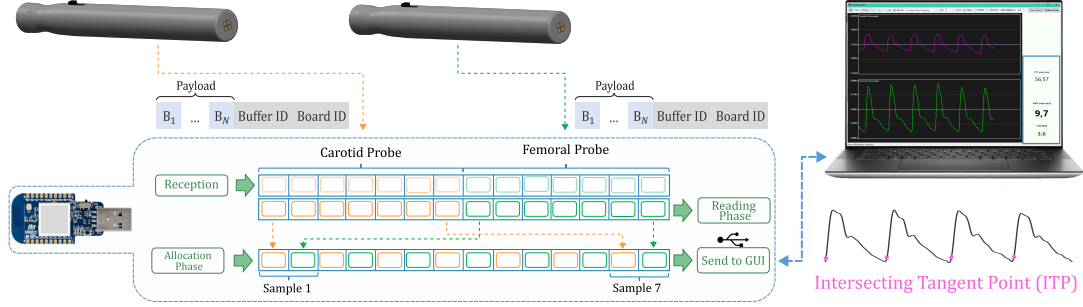 Payload
B1 ... BN Buffer ID Board ID
Payload
B1 ... BN Buffer ID Board ID
Carotid Probe
Femoral Probe
Reception
Reading
Phase
Allocation
Phase
Send to GUI
Sample 1
Sample 7
56,57
9,7
3,6
Intersecting Tangent Point (ITP)